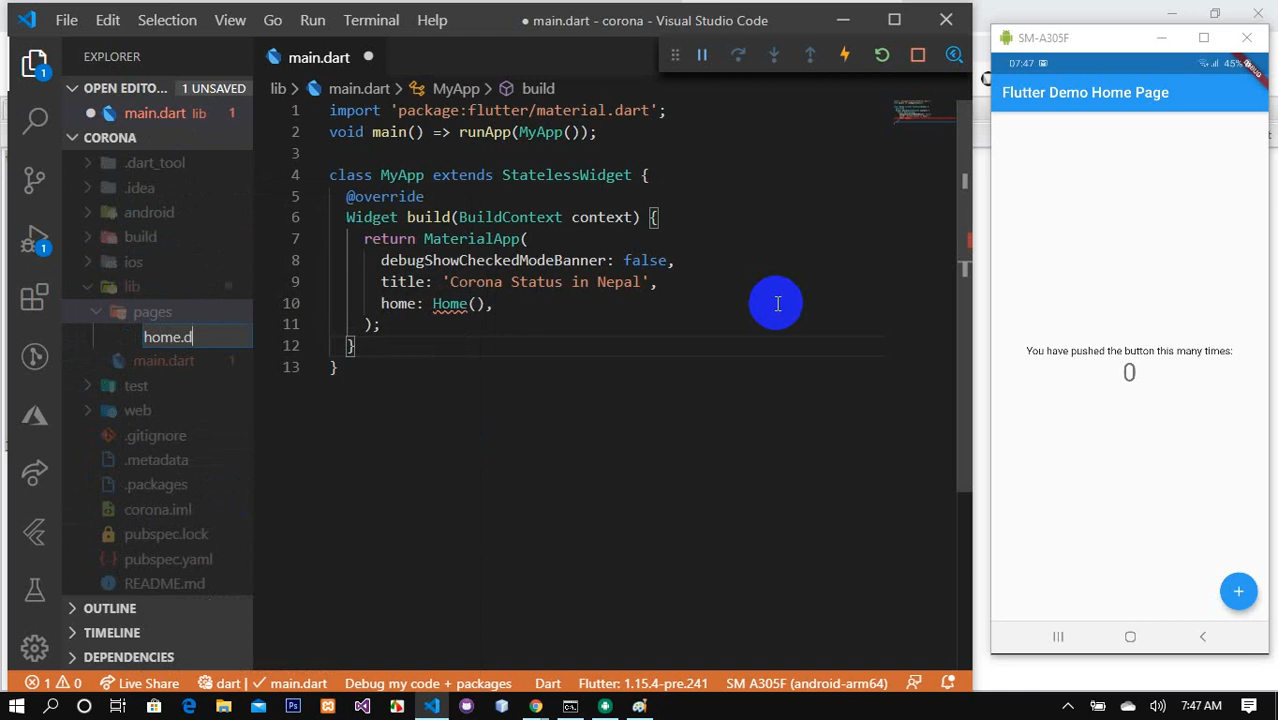 File Edit Selection View Go Run Terminal Help
● main.dart - corona - Visual Studio Code
EXPLORER
OPEN EDITO... 1 UNSAVED
main.dart lib 1
CORONA
.dart_tool
.idea
android
build
ios
lib
pages
home.d
main.dart 1
test
web
.gitignore
.metadata
.packages
corona.iml
pubspec.lock
pubspec.yaml
README.md
OUTLINE
TIMELINE
DEPENDENCIES
1
1
main.dart
lib > main.dart > MyApp > build
1 import 'package:flutter/material.dart';
2 void main() => runApp(MyApp());
3
4 class MyApp extends StatelessWidget {
5 @override
6 Widget build(BuildContext context) {
7 return MaterialApp(
8 debugShowCheckedModeBanner: false,
9 title: 'Corona Status in Nepal',
10 home: Home(),
11 );
12 }
13 }
1 0 Live Share dart | ✓ main.dart Debug my code + packages Dart Flutter: 1.15.4-pre.241 SM A305F (android-arm64)
SM-A305F
07:47 45%
DEBUG
Flutter Demo Home Page
You have pushed the button this many times:
0
+
7:47 AM